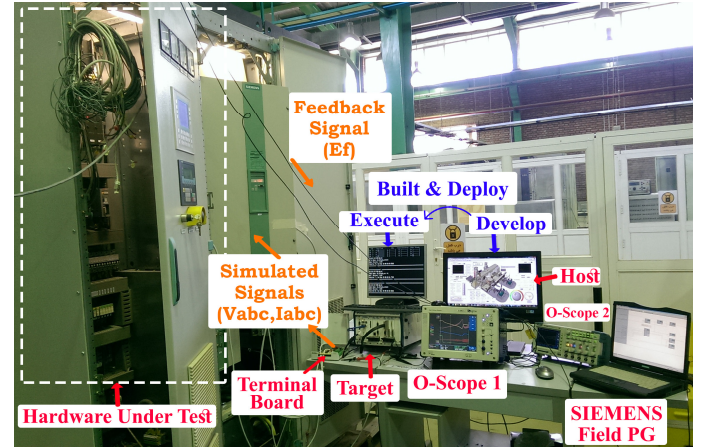 Feedback
Signal
(Ef)
Built & Deploy
Execute
Develop
Simulated
Signals
(Vabc,Iabc)
Host
O-Scope 2
Terminal
Board
Target
O-Scope 1
Hardware Under Test
SIEMENS
Field PG